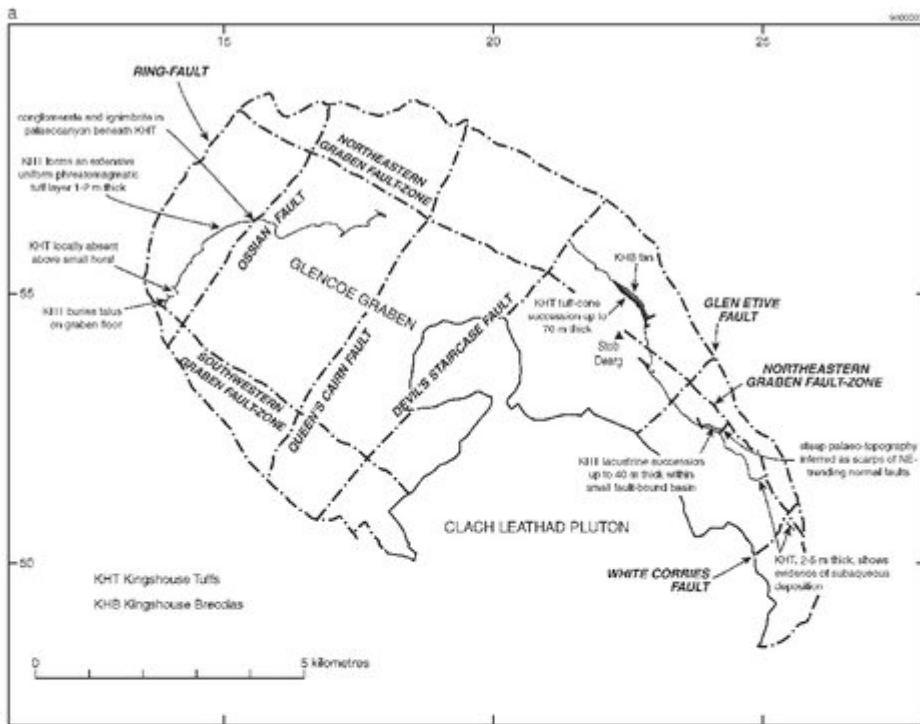 a
15
20
25
RING-FAULT
conglomerate and ignimbrite in
palaeocanyon beneath KHT
KHT forms an extensive
uniform phreatomagmatic
tuff layer 1-2 m thick
KHT locally absent
above small horst
55
KHT buries talus
on graben floor
OSSIAN FAULT
NORTHEASTERN
GRABEN FAULT-ZONE
GLENCOE GRABEN
SOUTHWESTERN
GRABEN FAULT-ZONE
QUEEN'S CAIRN FAULT
DEVIL'S STAIRCASE FAULT
KHB fan
KHT tuff-cone
succession up to
70 m thick
Stob
Dearg
GLEN ETIVE
FAULT
NORTHEASTERN
GRABEN FAULT-ZONE
steep palaeo-topography
inferred as scarps of NE-
trending normal faults
KHT lacustrine succession
up to 40 m thick within
small fault-bound basin
CLACH LEATHAD PLUTON
50
WHITE CORRIES
FAULT
KHT, 2-5 m thick, shows
evidence of subaqueous
deposition
KHT Kingshouse Tuffs
KHB Kingshouse Breccias
0
5 kilometres